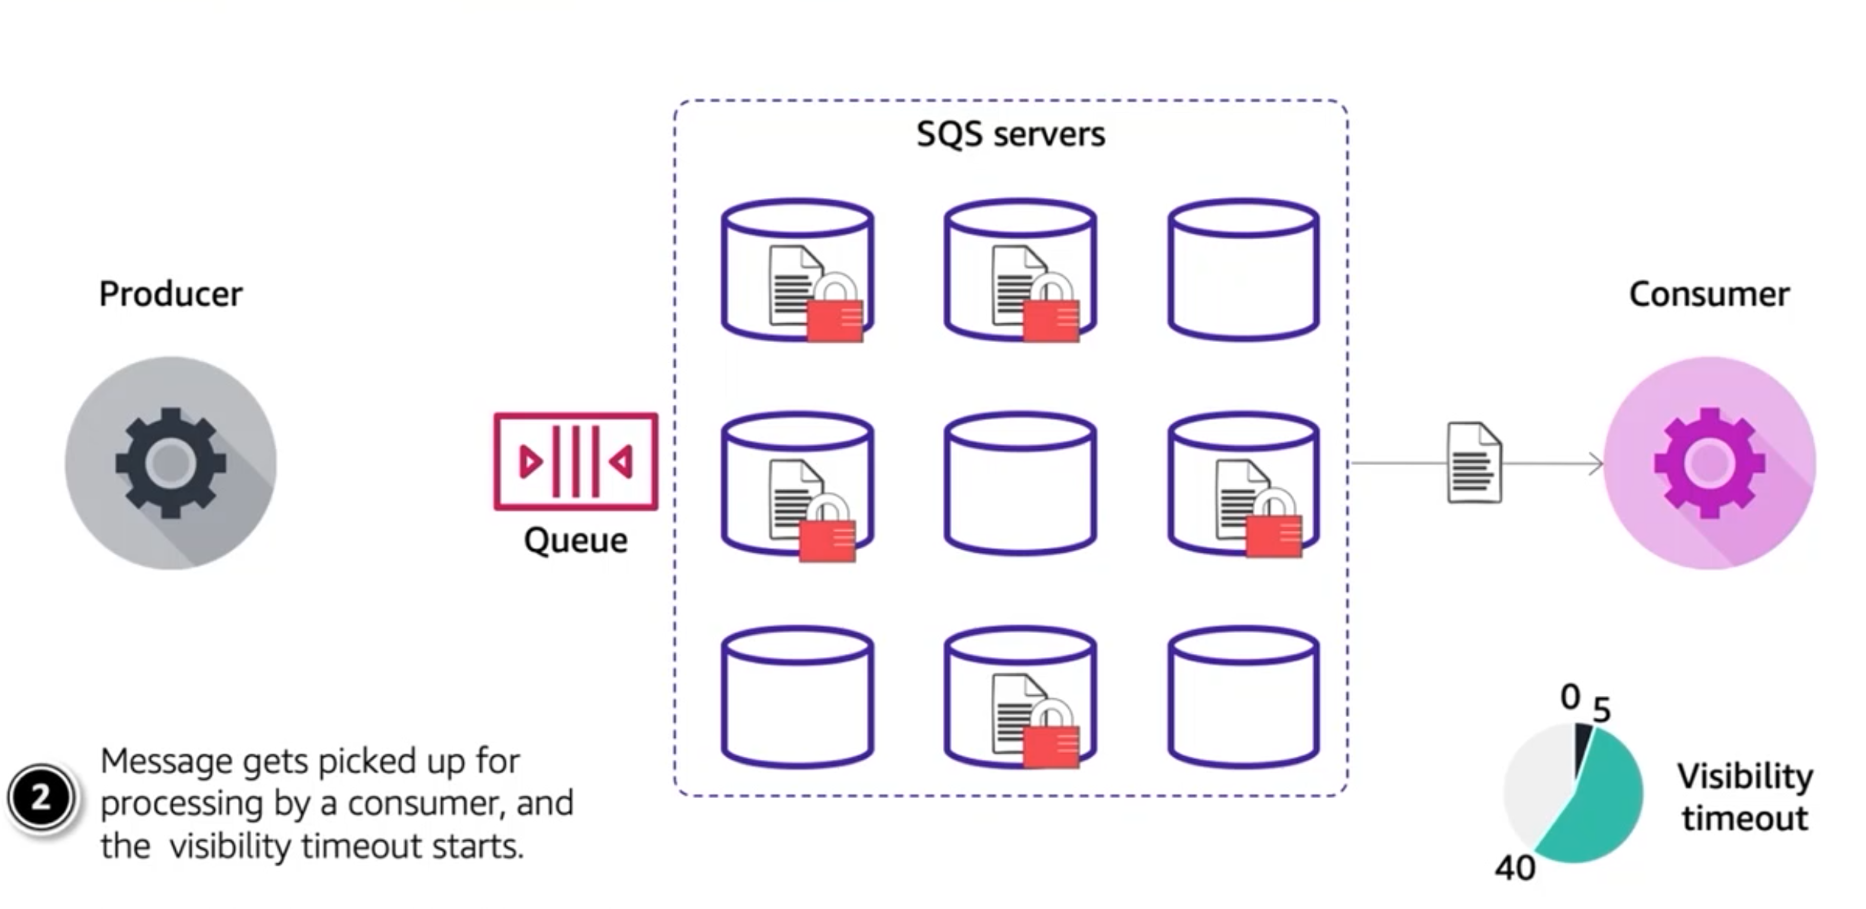 SQS servers
Producer
Consumer
Queue
2
Message gets picked up for
processing by a consumer, and
the  visibility timeout starts.
0
5
40
Visibility
timeout